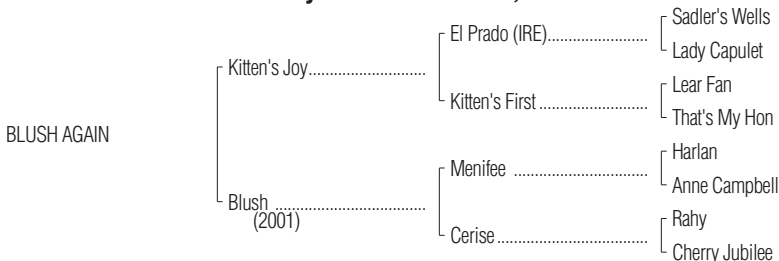 Sadler's Wells
El Prado (IRE)..........................
Lady Capulet
Kitten's Joy..............................
Lear Fan
Kitten's First ............................
That's My Hon
BLUSH AGAIN
Harlan
Menifee ...................................
Anne Campbell
Blush .......................................
(2001)
Rahy
Cerise.......................................
Cherry Jubilee